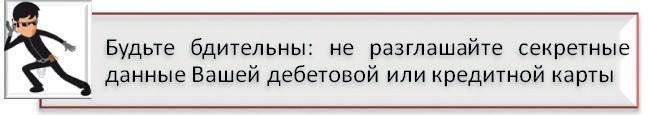 Будьте бдительны: не разглашайте секретные
данные Вашей дебетовой или кредитной карты